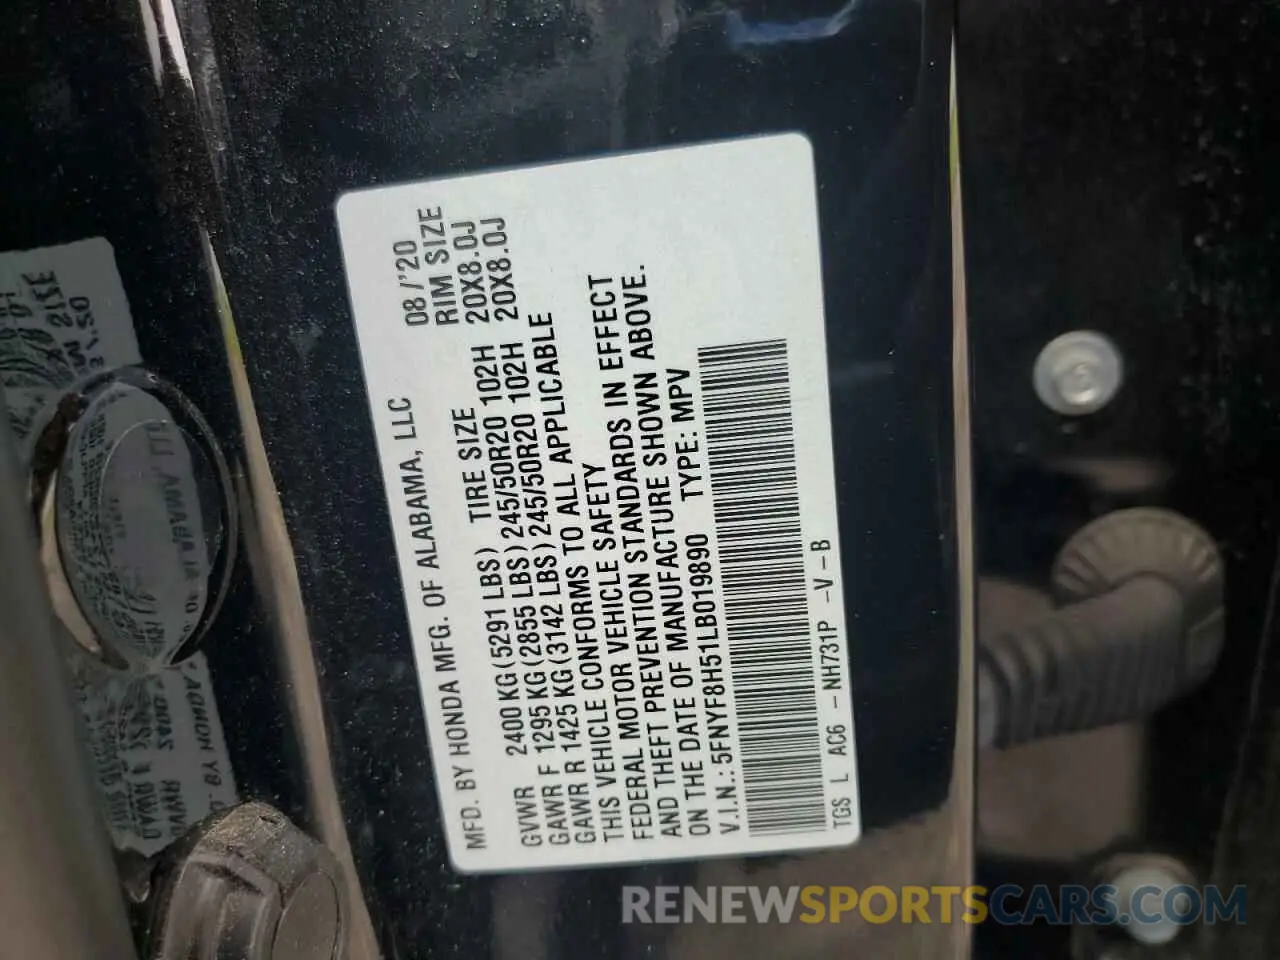 MFD. BY HONDA MFG. OF ALABAMA, LLC 08/'20
GVWR 2400 KG (5291 LBS) TIRE SIZE RIM SIZE
GAWR F 1295 KG (2855 LBS) 245/50R20 102H 20X8.0J
GAWR R 1425 KG (3142 LBS) 245/50R20 102H 20X8.0J
THIS VEHICLE CONFORMS TO ALL APPLICABLE
FEDERAL MOTOR VEHICLE SAFETY
AND THEFT PREVENTION STANDARDS IN EFFECT
ON THE DATE OF MANUFACTURE SHOWN ABOVE.
V.I.N.: 5FNYF8H51LB019890 TYPE: MPV
TGS L AC6 - NH731P - V - B
RENEWSPORTSCARS.COM